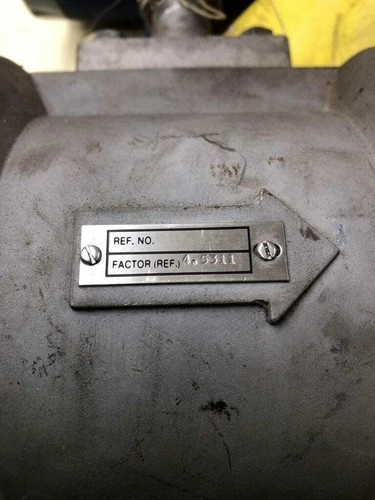 REF. NO.
FACTOR (REF.) 4.5311